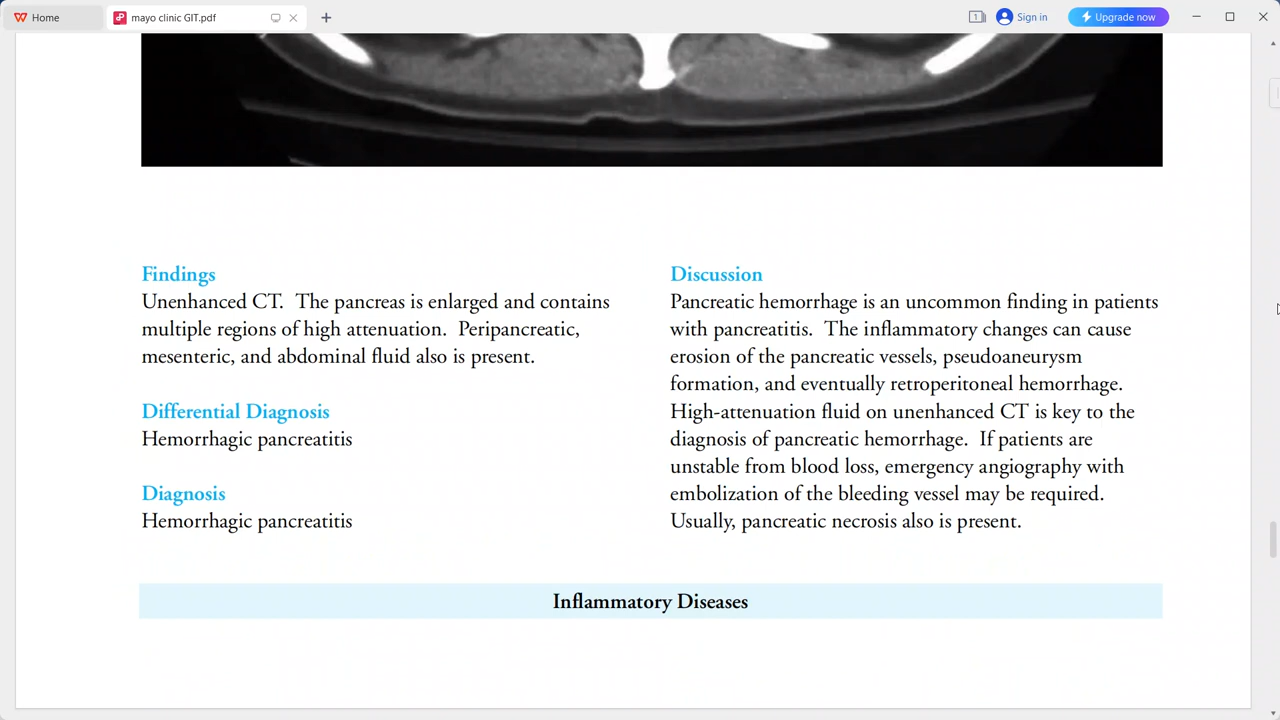 Home
mayo clinic GIT.pdf
1
Sign in
Upgrade now
Findings
Unenhanced CT. The pancreas is enlarged and contains
multiple regions of high attenuation. Peripancreatic,
mesenteric, and abdominal fluid also is present.
Differential Diagnosis
Hemorrhagic pancreatitis
Diagnosis
Hemorrhagic pancreatitis
Discussion
Pancreatic hemorrhage is an uncommon finding in patients
with pancreatitis. The inflammatory changes can cause
erosion of the pancreatic vessels, pseudoaneurysm
formation, and eventually retroperitoneal hemorrhage.
High-attenuation fluid on unenhanced CT is key to the
diagnosis of pancreatic hemorrhage. If patients are
unstable from blood loss, emergency angiography with
embolization of the bleeding vessel may be required.
Usually, pancreatic necrosis also is present.
Inflammatory Diseases